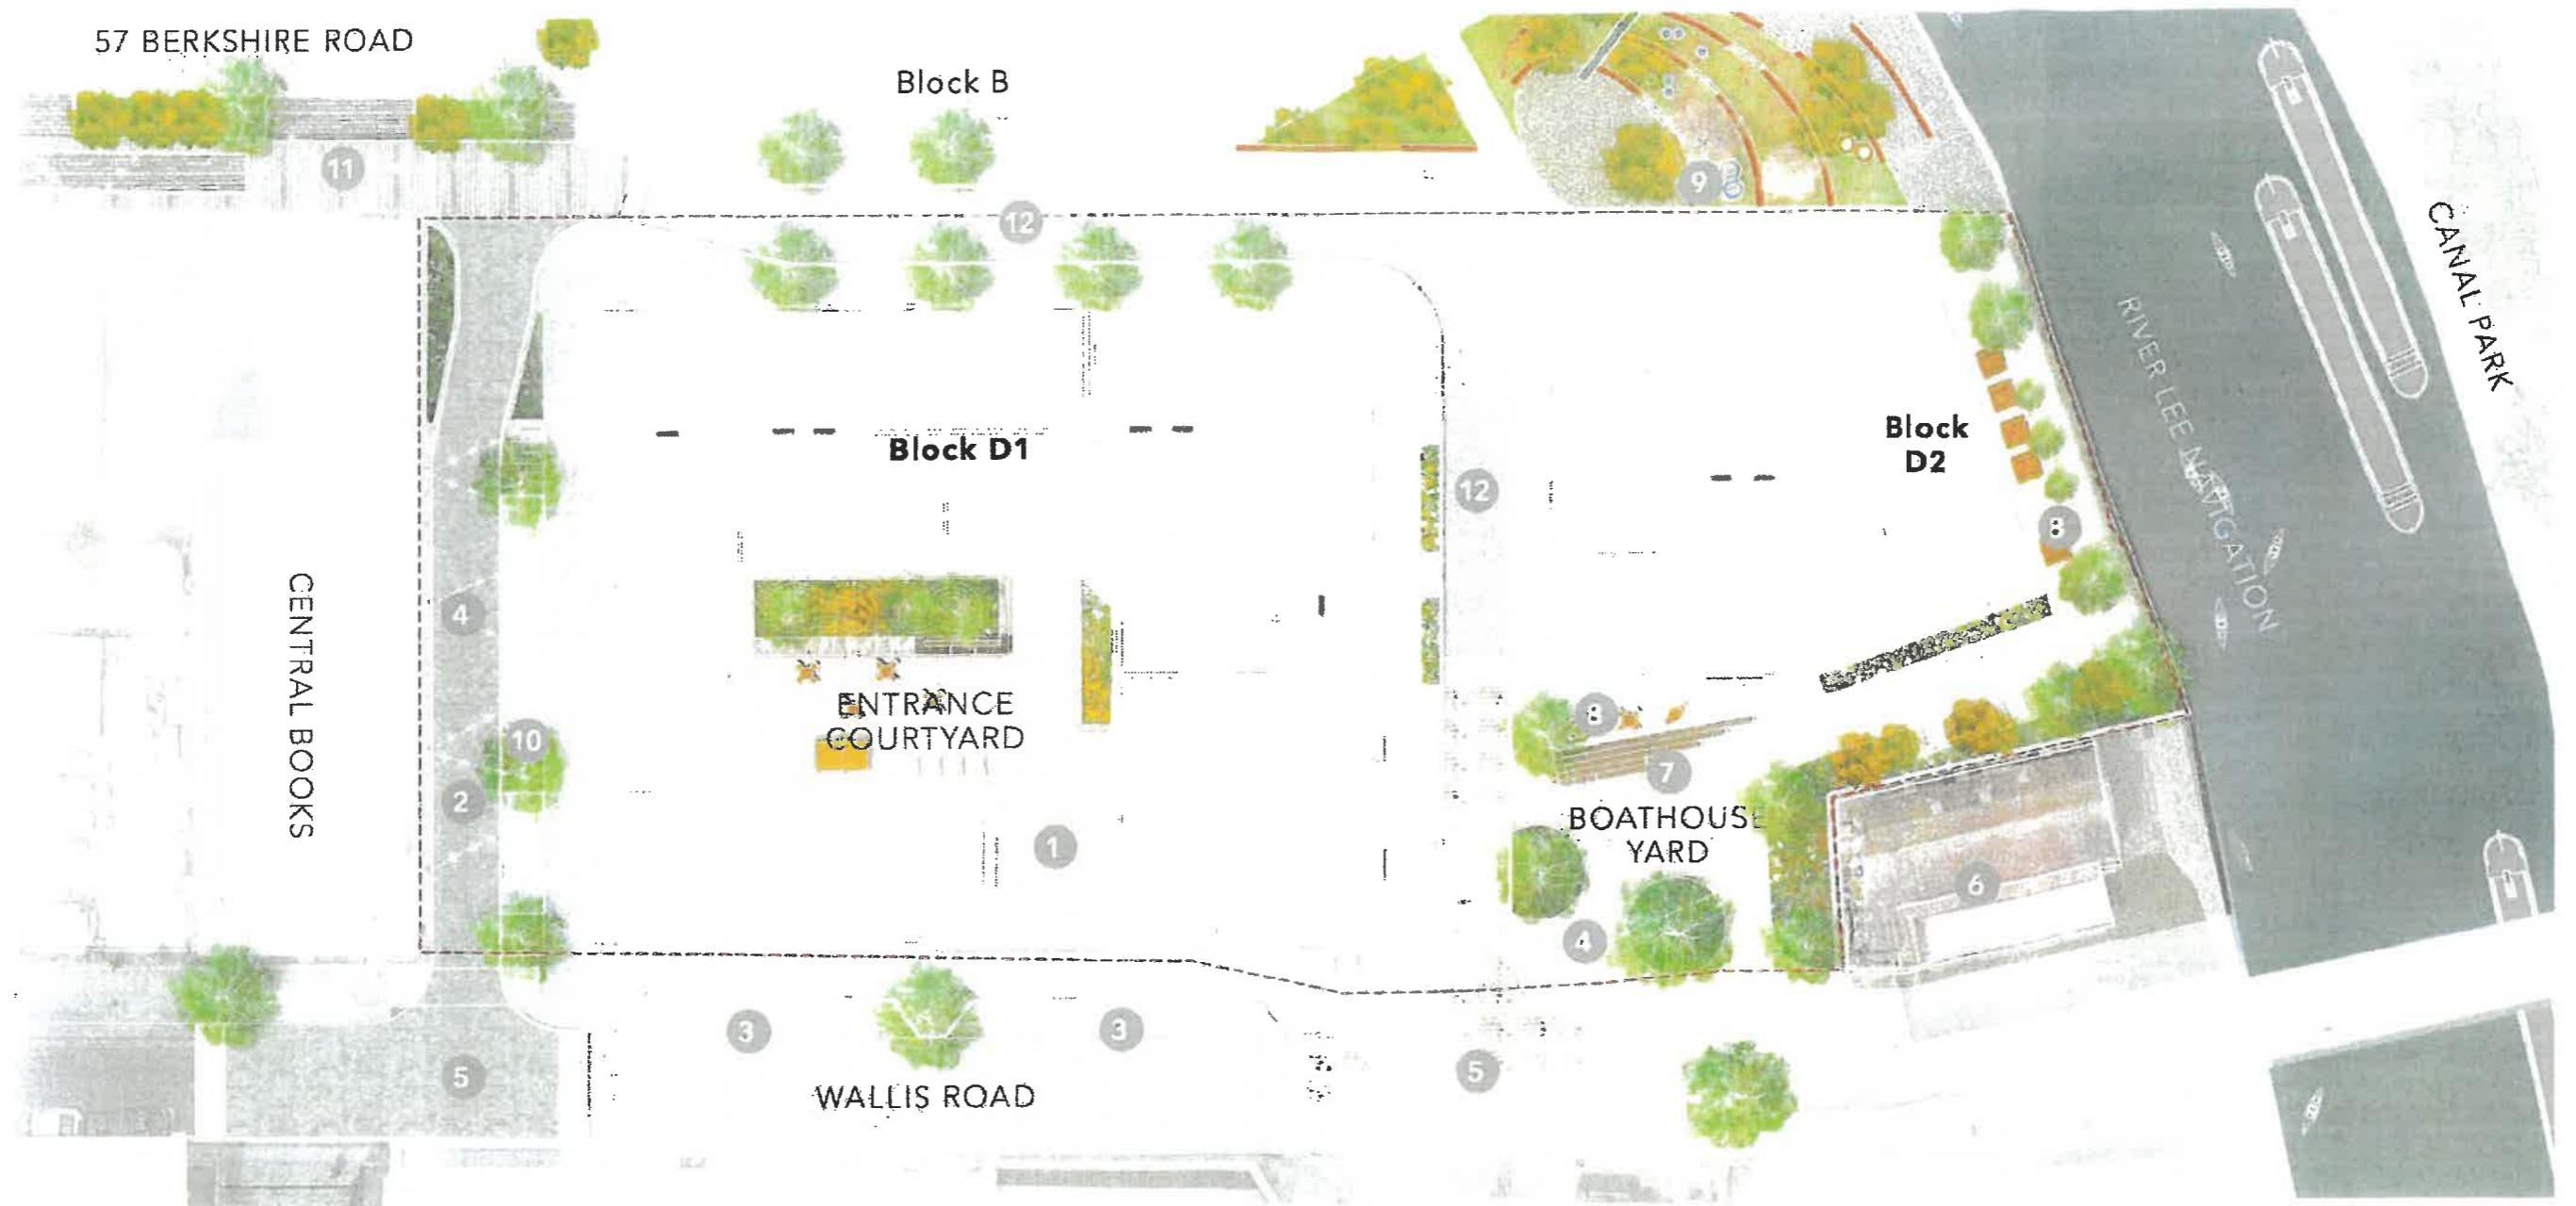 57 BERKSHIRE ROAD
Block B
11
9
12
CANAL PARK
RIVER LEE NAVIGATION
Block D1
Block
D2
12
8
CENTRAL BOOKS
4
ENTRANCE
COURTYARD
10
8
7
2
1
BOATHOUSE
YARD
6
4
3
3
5
5
WALLIS ROAD